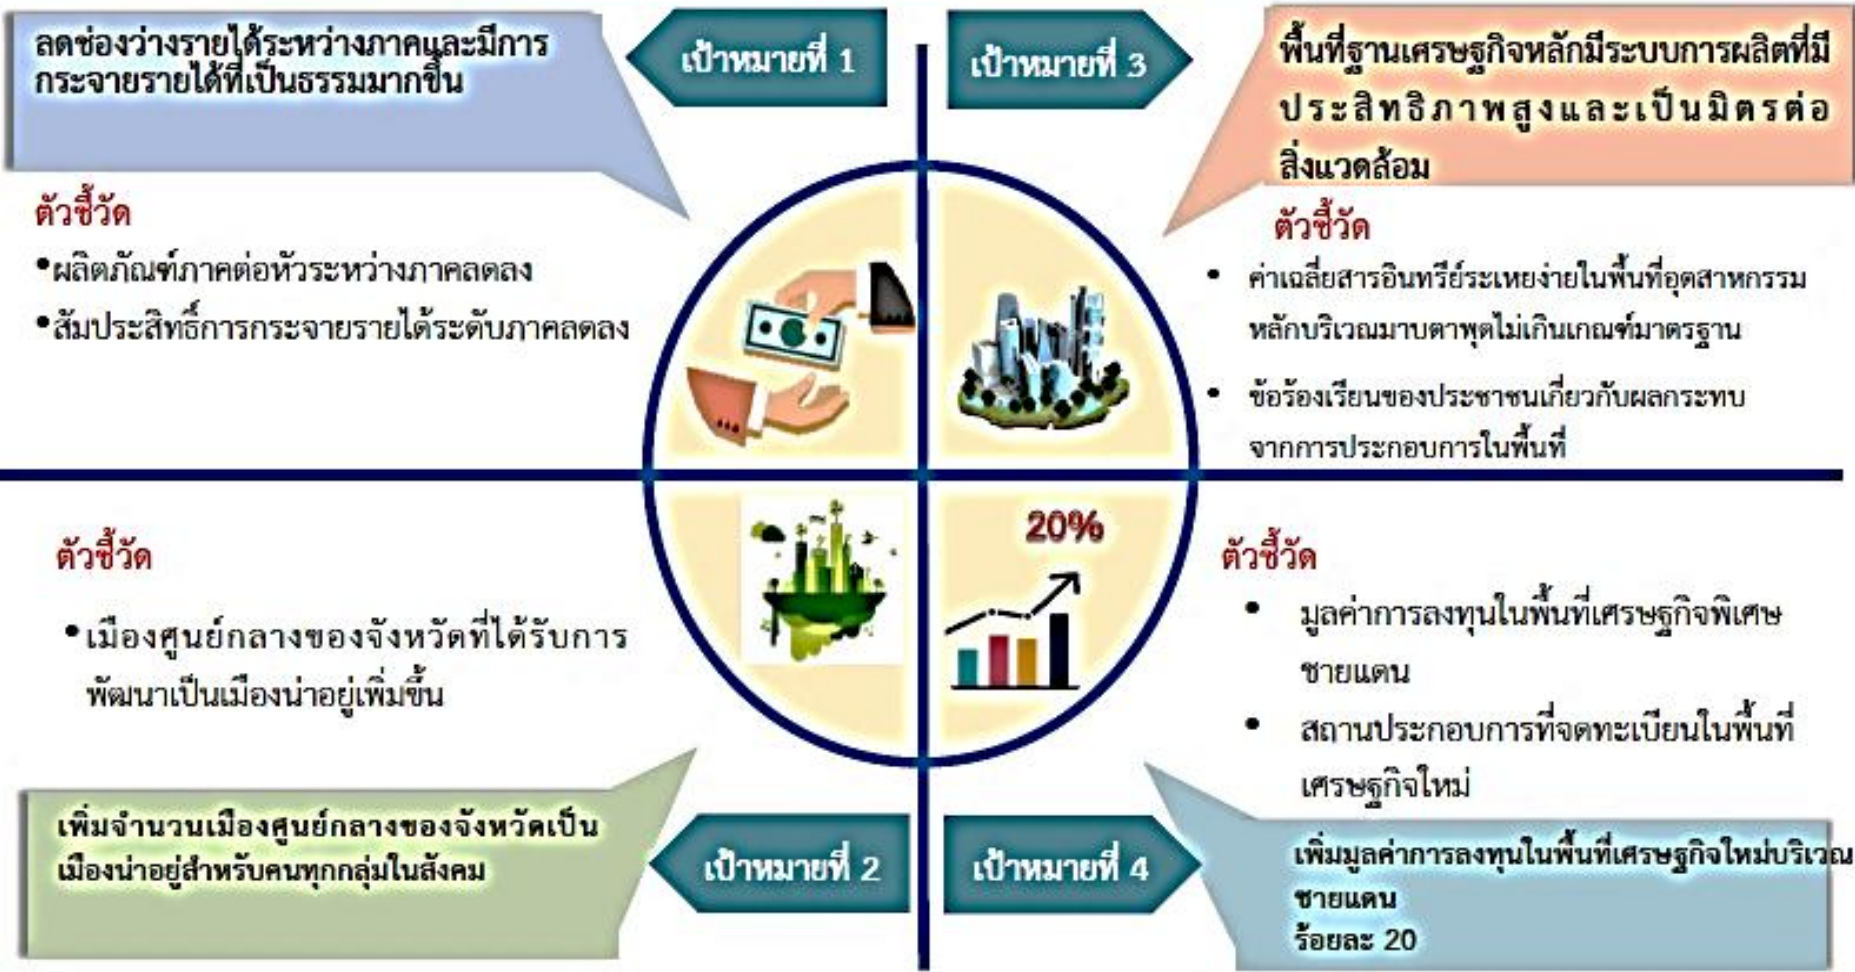 เป้าหมายที่ 1
ลดช่องว่างรายได้ระหว่างภาคและมีการ
กระจายรายได้ที่เป็นธรรมมากขึ้น
ตัวชี้วัด
•ผลิตภัณฑ์ภาคต่อหัวระหว่างภาคลดลง
•สัมประสิทธิ์การกระจายรายได้ระดับภาคลดลง
เป้าหมายที่ 3
พื้นที่ฐานเศรษฐกิจหลักมีระบบการผลิตที่มี
ประสิทธิภาพสูงและเป็นมิตรต่อ
สิ่งแวดล้อม
ตัวชี้วัด
• ค่าเฉลี่ยสารอินทรีย์ระเหยง่ายในพื้นที่อุตสาหกรรม
หลักบริเวณมาบตาพุดไม่เกินเกณฑ์มาตรฐาน
• ข้อร้องเรียนของประชาชนเกี่ยวกับผลกระทบ
จากการประกอบการในพื้นที่
ตัวชี้วัด
•เมืองศูนย์กลางของจังหวัดที่ได้รับการ
พัฒนาเป็นเมืองน่าอยู่เพิ่มขึ้น
เพิ่มจำนวนเมืองศูนย์กลางของจังหวัดเป็น
เมืองน่าอยู่สำหรับคนทุกกลุ่มในสังคม
เป้าหมายที่ 2
20%
ตัวชี้วัด
• มูลค่าการลงทุนในพื้นที่เศรษฐกิจพิเศษ
ชายแดน
• สถานประกอบการที่จดทะเบียนในพื้นที่
เศรษฐกิจใหม่
เป้าหมายที่ 4
เพิ่มมูลค่าการลงทุนในพื้นที่เศรษฐกิจใหม่บริเวณ
ชายแดน
ร้อยละ 20